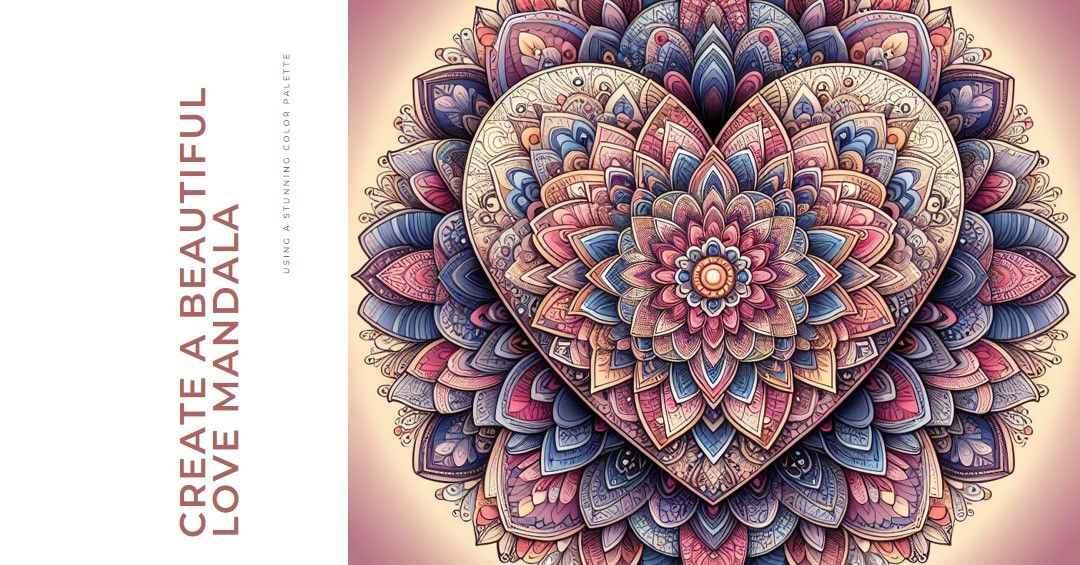 CREATE A BEAUTIFUL
LOVE MANDALA
USING A STUNNING COLOR PALETTE